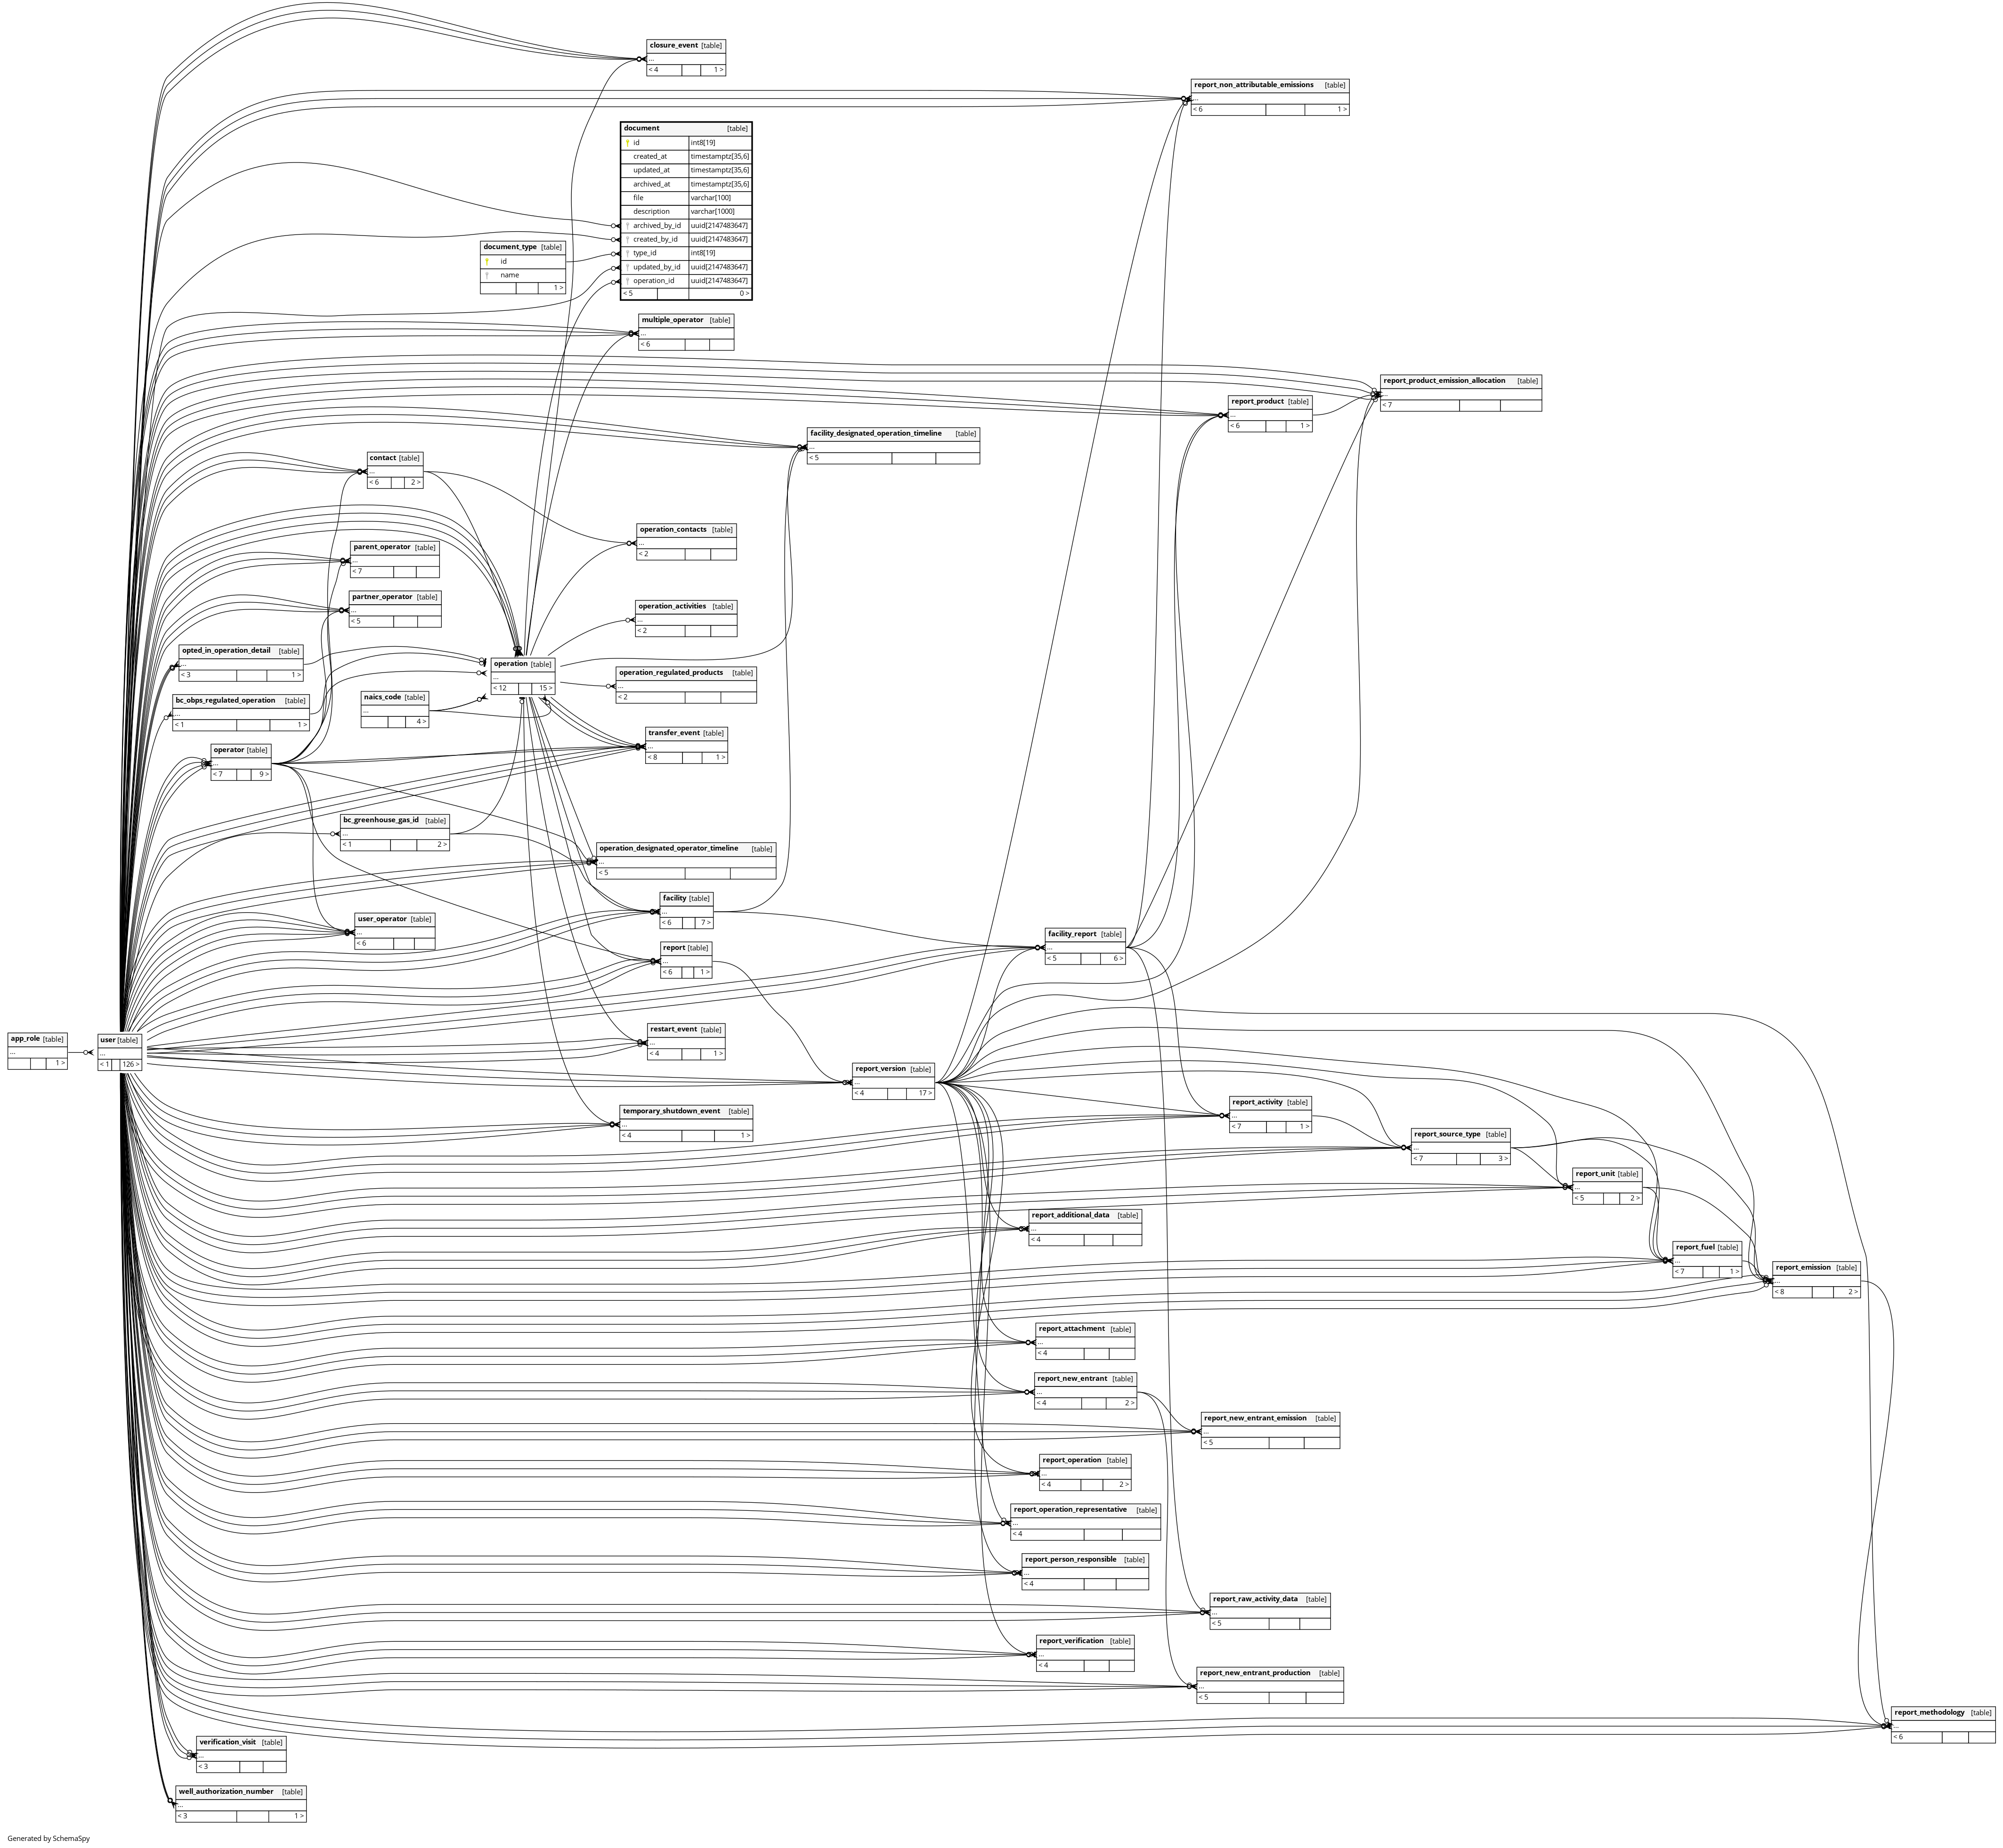 closure_event [table]
...
< 4 1 >
report_non_attributable_emissions [table]
...
< 6 1 >
document [table]
id int8[19]
created_at timestamptz[35,6]
updated_at timestamptz[35,6]
archived_at timestamptz[35,6]
file varchar[100]
description varchar[1000]
archived_by_id uuid[2147483647]
created_by_id uuid[2147483647]
type_id int8[19]
updated_by_id uuid[2147483647]
operation_id uuid[2147483647]
< 5 0 >
document_type [table]
id
name
1 >
multiple_operator [table]
...
< 6
report_product_emission_allocation [table]
...
< 7
report_product [table]
...
< 6 1 >
facility_designated_operation_timeline [table]
...
< 5
contact [table]
...
< 6 2 >
operation_contacts [table]
...
< 2
parent_operator [table]
...
< 7
partner_operator [table]
...
< 5
operation_activities [table]
...
< 2
opted_in_operation_detail [table]
...
< 3 1 >
operation [table]
...
< 12 15 >
operation_regulated_products [table]
...
< 2
bc_obps_regulated_operation [table]
...
< 1 1 >
naics_code [table]
...
4 >
transfer_event [table]
...
< 8 1 >
operator [table]
...
< 7 9 >
bc_greenhouse_gas_id [table]
...
< 1 2 >
operation_designated_operator_timeline [table]
...
< 5
facility [table]
...
< 6 7 >
user_operator [table]
...
< 6
facility_report [table]
...
< 5 6 >
report [table]
...
< 6 1 >
restart_event [table]
...
< 4 1 >
app_role [table]
...
1 >
user [table]
...
< 1 126 >
report_version [table]
...
< 4 17 >
temporary_shutdown_event [table]
...
< 4 1 >
report_activity [table]
...
< 7 1 >
report_source_type [table]
...
< 7 3 >
report_unit [table]
...
< 5 2 >
report_additional_data [table]
...
< 4
report_fuel [table]
...
< 7 1 >
report_emission [table]
...
< 8 2 >
report_attachment [table]
...
< 4
report_new_entrant [table]
...
< 4 2 >
report_new_entrant_emission [table]
...
< 5
report_operation [table]
...
< 4 2 >
report_operation_representative [table]
...
< 4
report_person_responsible [table]
...
< 4
report_raw_activity_data [table]
...
< 5
report_verification [table]
...
< 4
report_new_entrant_production [table]
...
< 5
report_methodology [table]
...
< 6
verification_visit [table]
...
< 3
well_authorization_number [table]
...
< 3 1 >
Generated by SchemaSpy